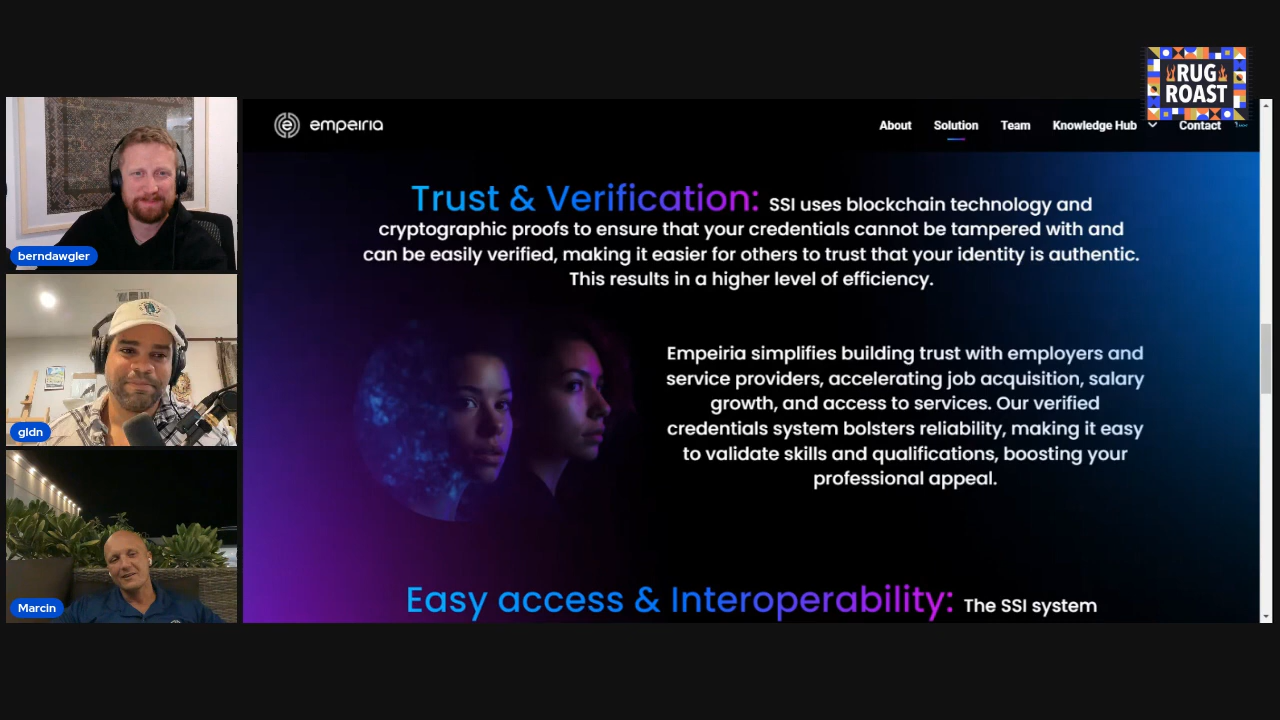 RUG
ROAST
empeiria
About Solution Team Knowledge Hub Contact
Trust & Verification: SSI uses blockchain technology and
cryptographic proofs to ensure that your credentials cannot be tampered with and
can be easily verified, making it easier for others to trust that your identity is authentic.
This results in a higher level of efficiency.
Empeiria simplifies building trust with employers and
service providers, accelerating job acquisition, salary
growth, and access to services. Our verified
credentials system bolsters reliability, making it easy
to validate skills and qualifications, boosting your
professional appeal.
Easy access & Interoperability: The SSI system
berndawgler
gldn
Marcin